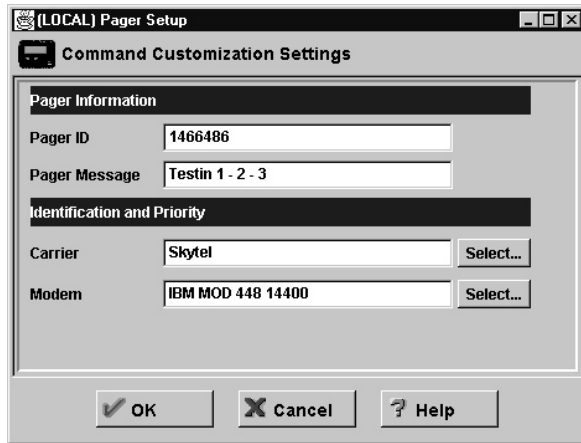 (LOCAL) Pager Setup
Command Customization Settings
Pager Information
Pager ID 1466486
Pager Message Testin 1 - 2 - 3
Identification and Priority
Carrier Skytel Select...
Modem IBM MOD 448 14400 Select...
OK Cancel Help